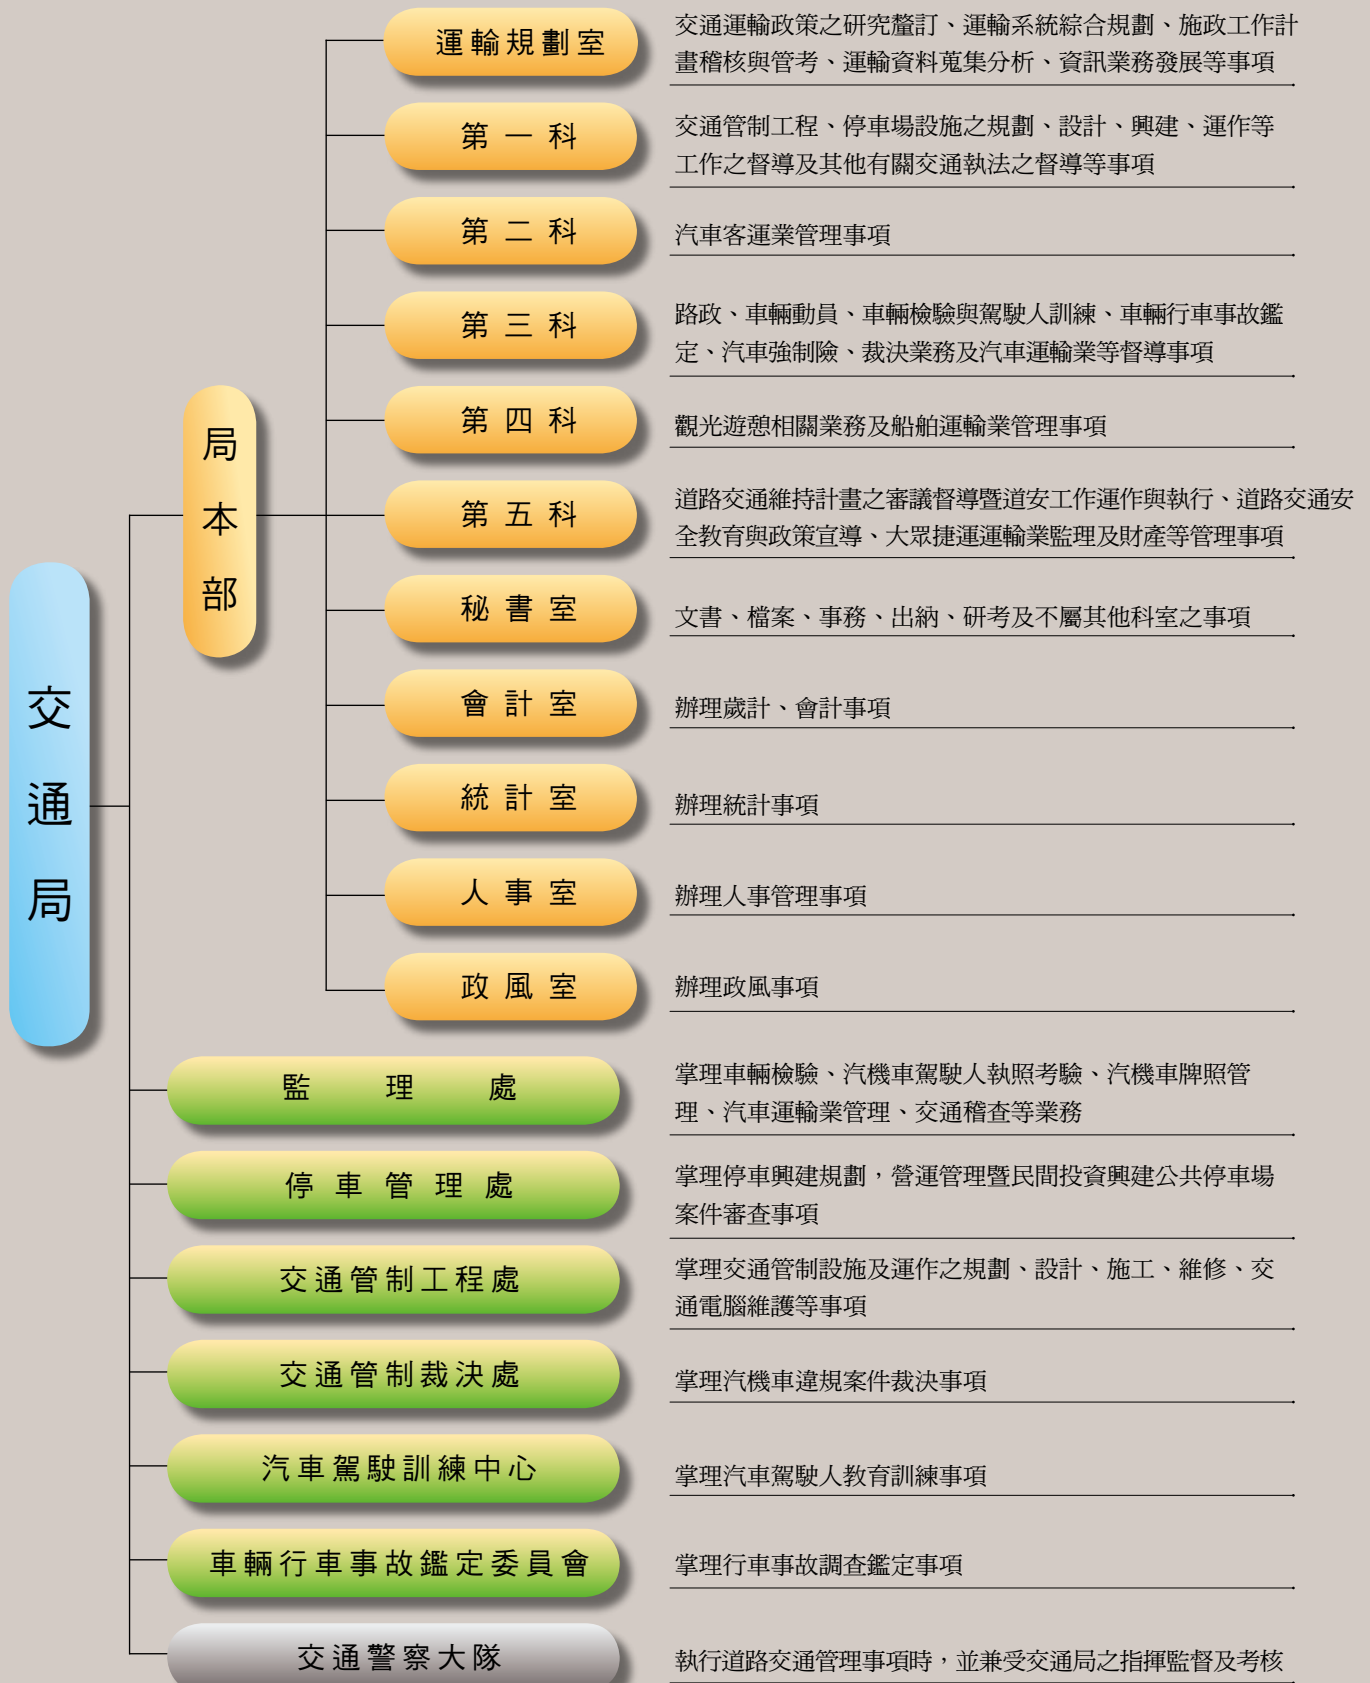 交通局
局本部
運輸規劃室
交通運輸政策之研究釐訂、運輸系統綜合規劃、施政工作計
畫稽核與管考、運輸資料蒐集分析、資訊業務發展等事項
第一科
交通管制工程、停車場設施之規劃、設計、興建、運作等
工作之督導及其他有關交通執法之督導等事項
第二科
汽車客運業管理事項
第三科
路政、車輛動員、車輛檢驗與駕駛人訓練、車輛行車事故鑑
定、汽車強制險、裁決業務及汽車運輸業等督導事項
第四科
觀光遊憩相關業務及船舶運輸業管理事項
第五科
道路交通維持計畫之審議督導暨道安工作運作與執行、道路交通安
全教育與政策宣導、大眾捷運運輸業監理及財產等管理事項
秘書室
文書、檔案、事務、出納、研考及不屬其他科室之事項
會計室
辦理歲計、會計事項
統計室
辦理統計事項
人事室
辦理人事管理事項
政風室
辦理政風事項
監理處
掌理車輛檢驗、汽機車駕駛人執照考驗、汽機車牌照管
理、汽車運輸業管理、交通稽查等業務
停車管理處
掌理停車興建規劃，營運管理暨民間投資興建公共停車場
案件審查事項
交通管制工程處
掌理交通管制設施及運作之規劃、設計、施工、維修、交
通電腦維護等事項
交通管制裁決處
掌理汽機車違規案件裁決事項
汽車駕駛訓練中心
掌理汽車駕駛人教育訓練事項
車輛行車事故鑑定委員會
掌理行車事故調查鑑定事項
交通警察大隊
執行道路交通管理事項時，並兼受交通局之指揮監督及考核